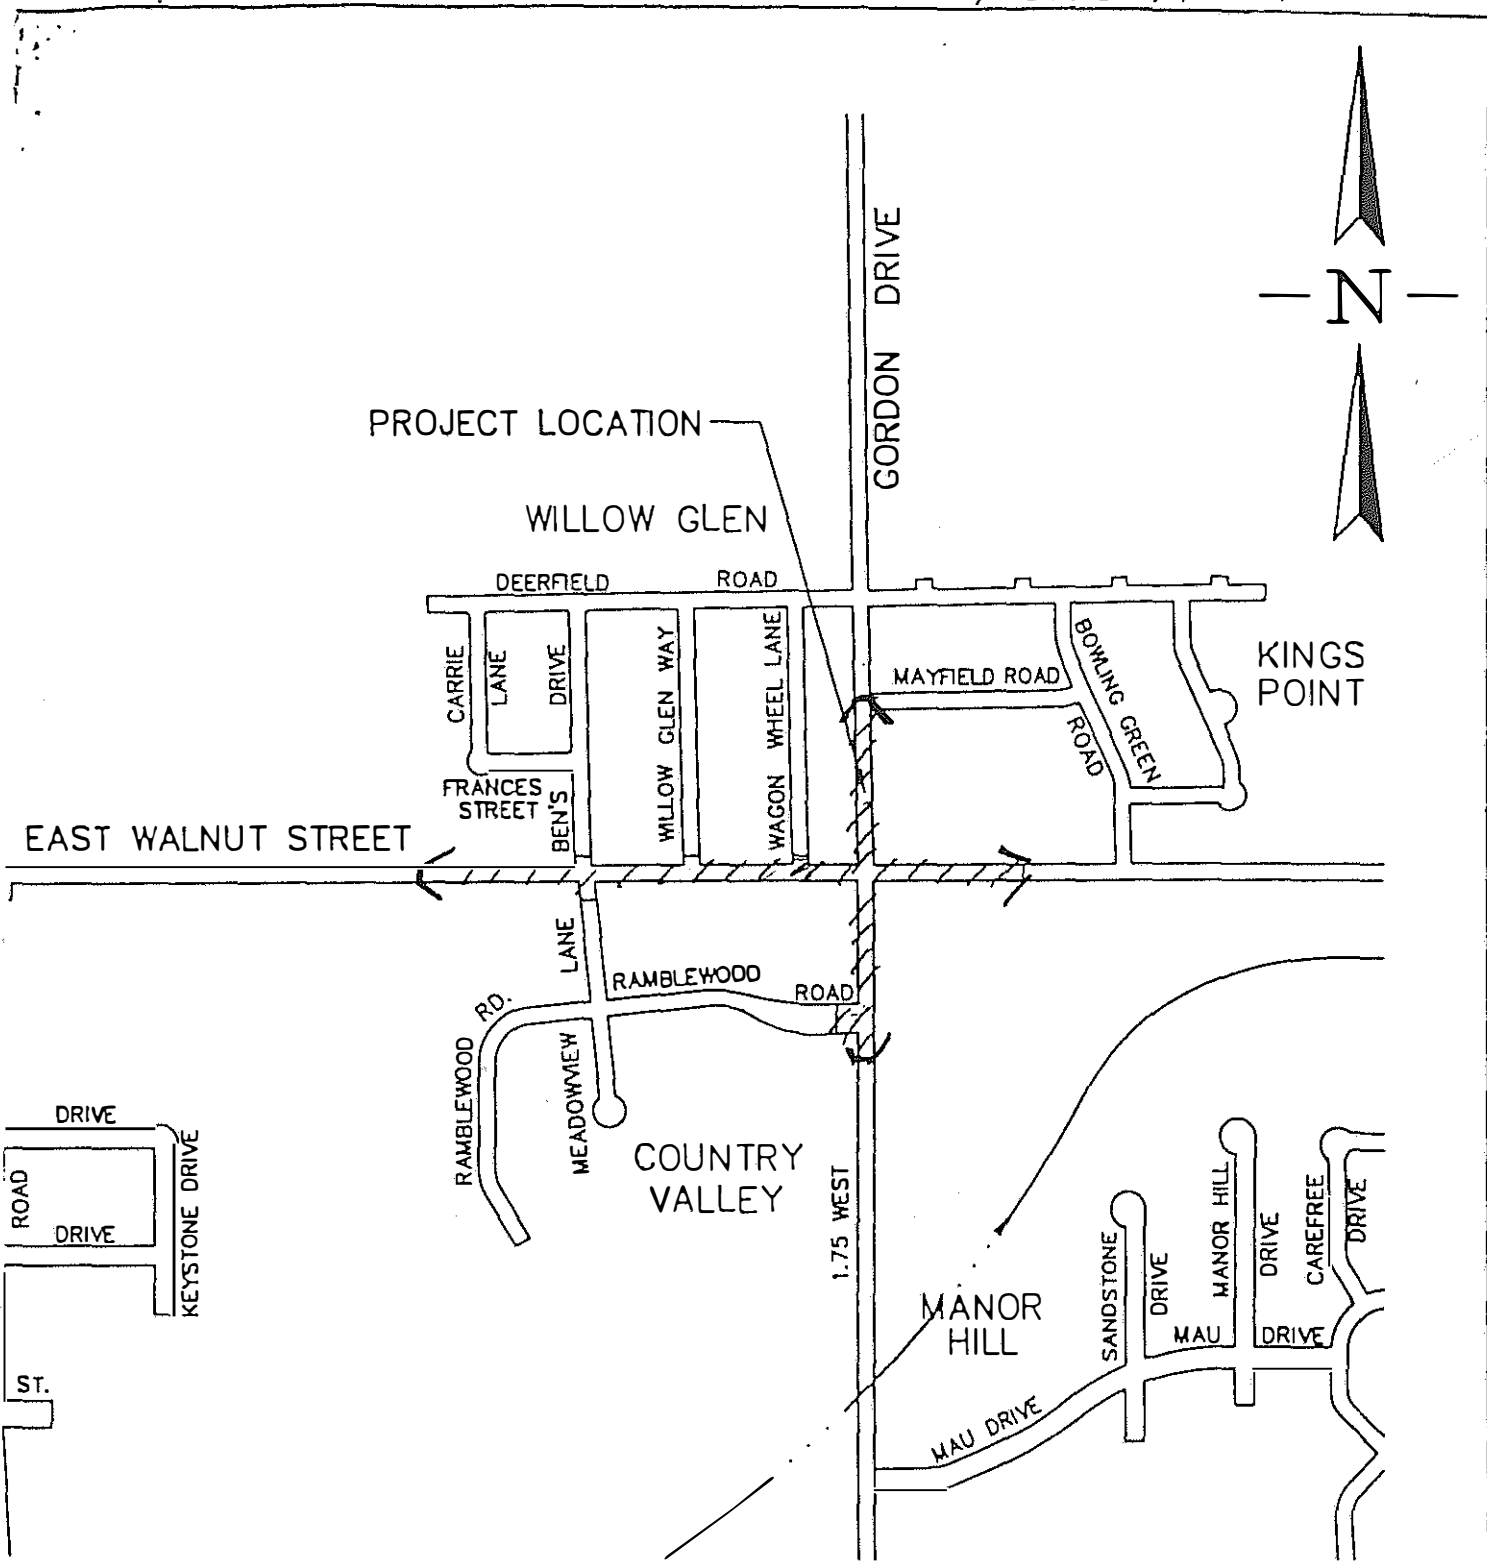 GORDON DRIVE
N
PROJECT LOCATION
WILLOW GLEN
DEERFIELD ROAD
CARRIE
LANE
DRIVE
WILLOW GLEN WAY
WAGON WHEEL LANE
MAYFIELD ROAD
BOWLING GREEN
ROAD
KINGS
POINT
FRANCES
STREET
BEN'S
EAST WALNUT STREET
LANE
RAMBLEWOOD
ROAD
RD.
RAMBLEWOOD
MEADOWVIEW
COUNTRY
VALLEY
1.75 WEST
DRIVE
ROAD
DRIVE
KEYSTONE DRIVE
ST.
MANOR
HILL
SANDSTONE
DRIVE
MANOR HILL
DRIVE
CAREFREE
DRIVE
MAU DRIVE
MAU DRIVE